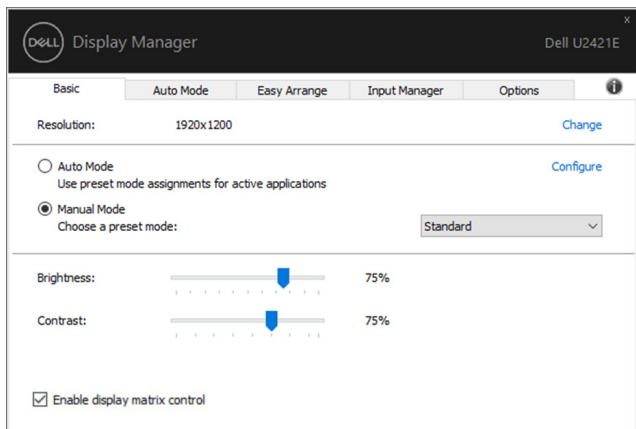 x
DELL Display Manager Dell U2421E
Basic Auto Mode Easy Arrange Input Manager Options i
Resolution: 1920x1200 Change
Auto Mode Configure
Use preset mode assignments for active applications
Manual Mode
Choose a preset mode: Standard
Brightness: 75%
Contrast: 75%
Enable display matrix control